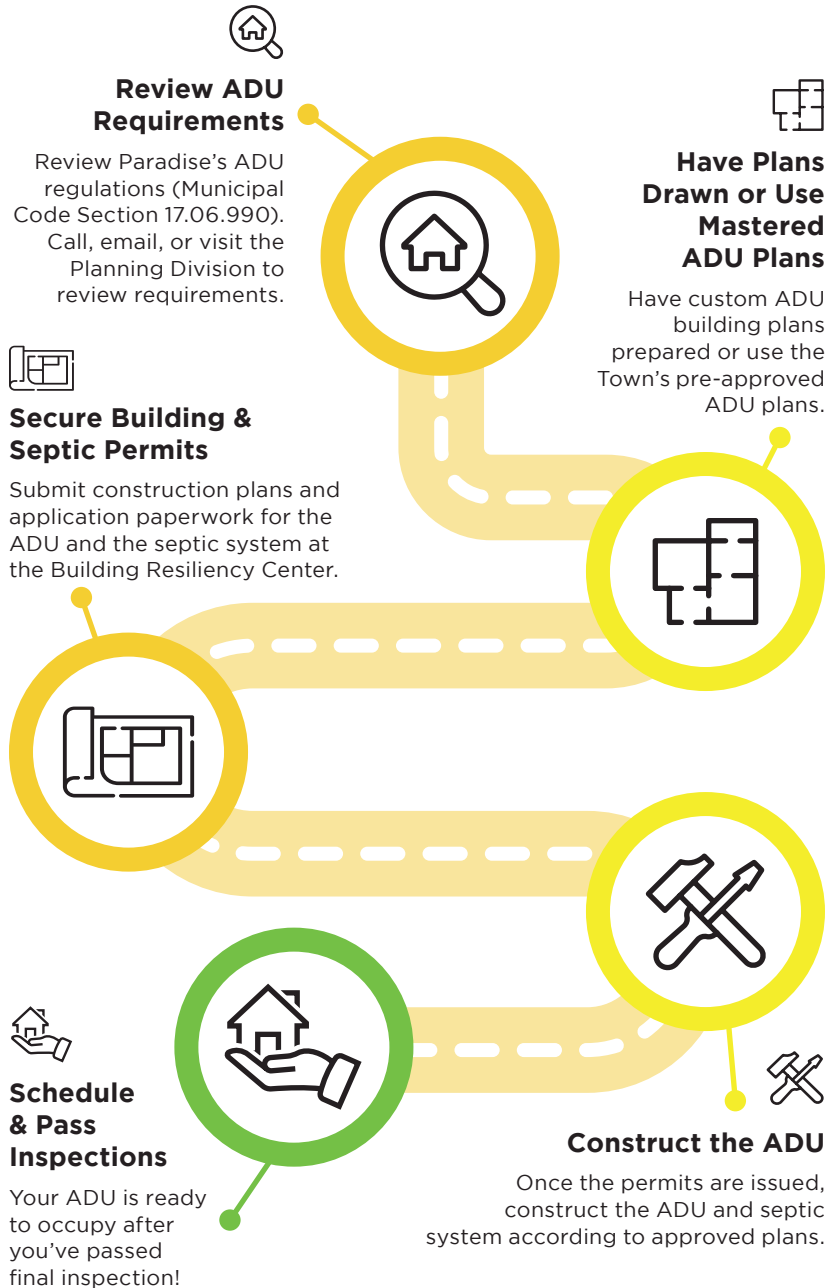 Review ADU
Requirements
Review Paradise's ADU
regulations (Municipal
Code Section 17.06.990).
Call, email, or visit the
Planning Division to
review requirements.
Have Plans
Drawn or Use
Mastered
ADU Plans
Have custom ADU
building plans
prepared or use the
Town's pre-approved
ADU plans.
Secure Building &
Septic Permits
Submit construction plans and
application paperwork for the
ADU and the septic system at
the Building Resiliency Center.
Construct the ADU
Once the permits are issued,
construct the ADU and septic
system according to approved plans.
Schedule
& Pass
Inspections
Your ADU is ready
to occupy after
you've passed
final inspection!